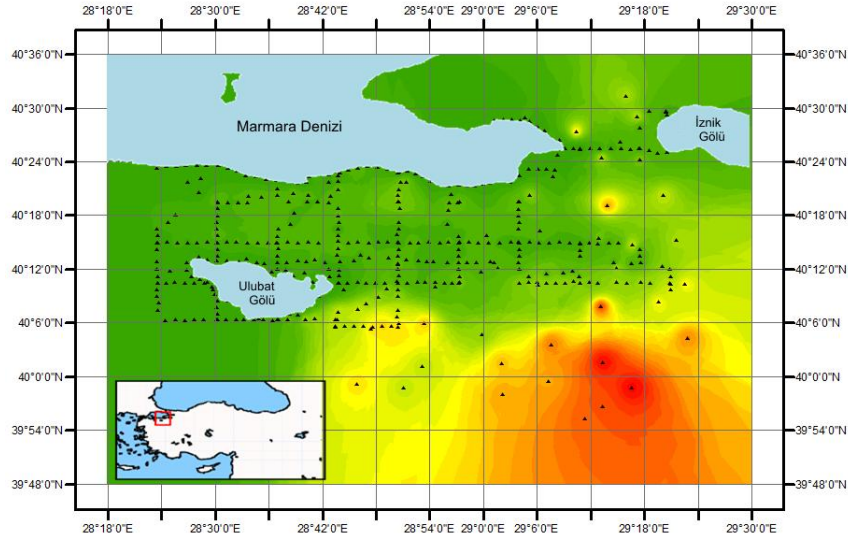 28°18'0"E 28°30'0"E 28°42'0"E 28°54'0"E 29°0'0"E 29°6'0"E 29°18'0"E 29°30'0"E
40°36'0"N 40°36'0"N
40°30'0"N 40°30'0"N
Marmara Denizi
İznik
Gölü
40°24'0"N 40°24'0"N
40°18'0"N 40°18'0"N
40°12'0"N 40°12'0"N
Ulubat
Gölü
40°6'0"N 40°6'0"N
40°0'0"N 40°0'0"N
39°54'0"N 39°54'0"N
39°48'0"N 39°48'0"N
28°18'0"E 28°30'0"E 28°42'0"E 28°54'0"E 29°0'0"E 29°6'0"E 29°18'0"E 29°30'0"E